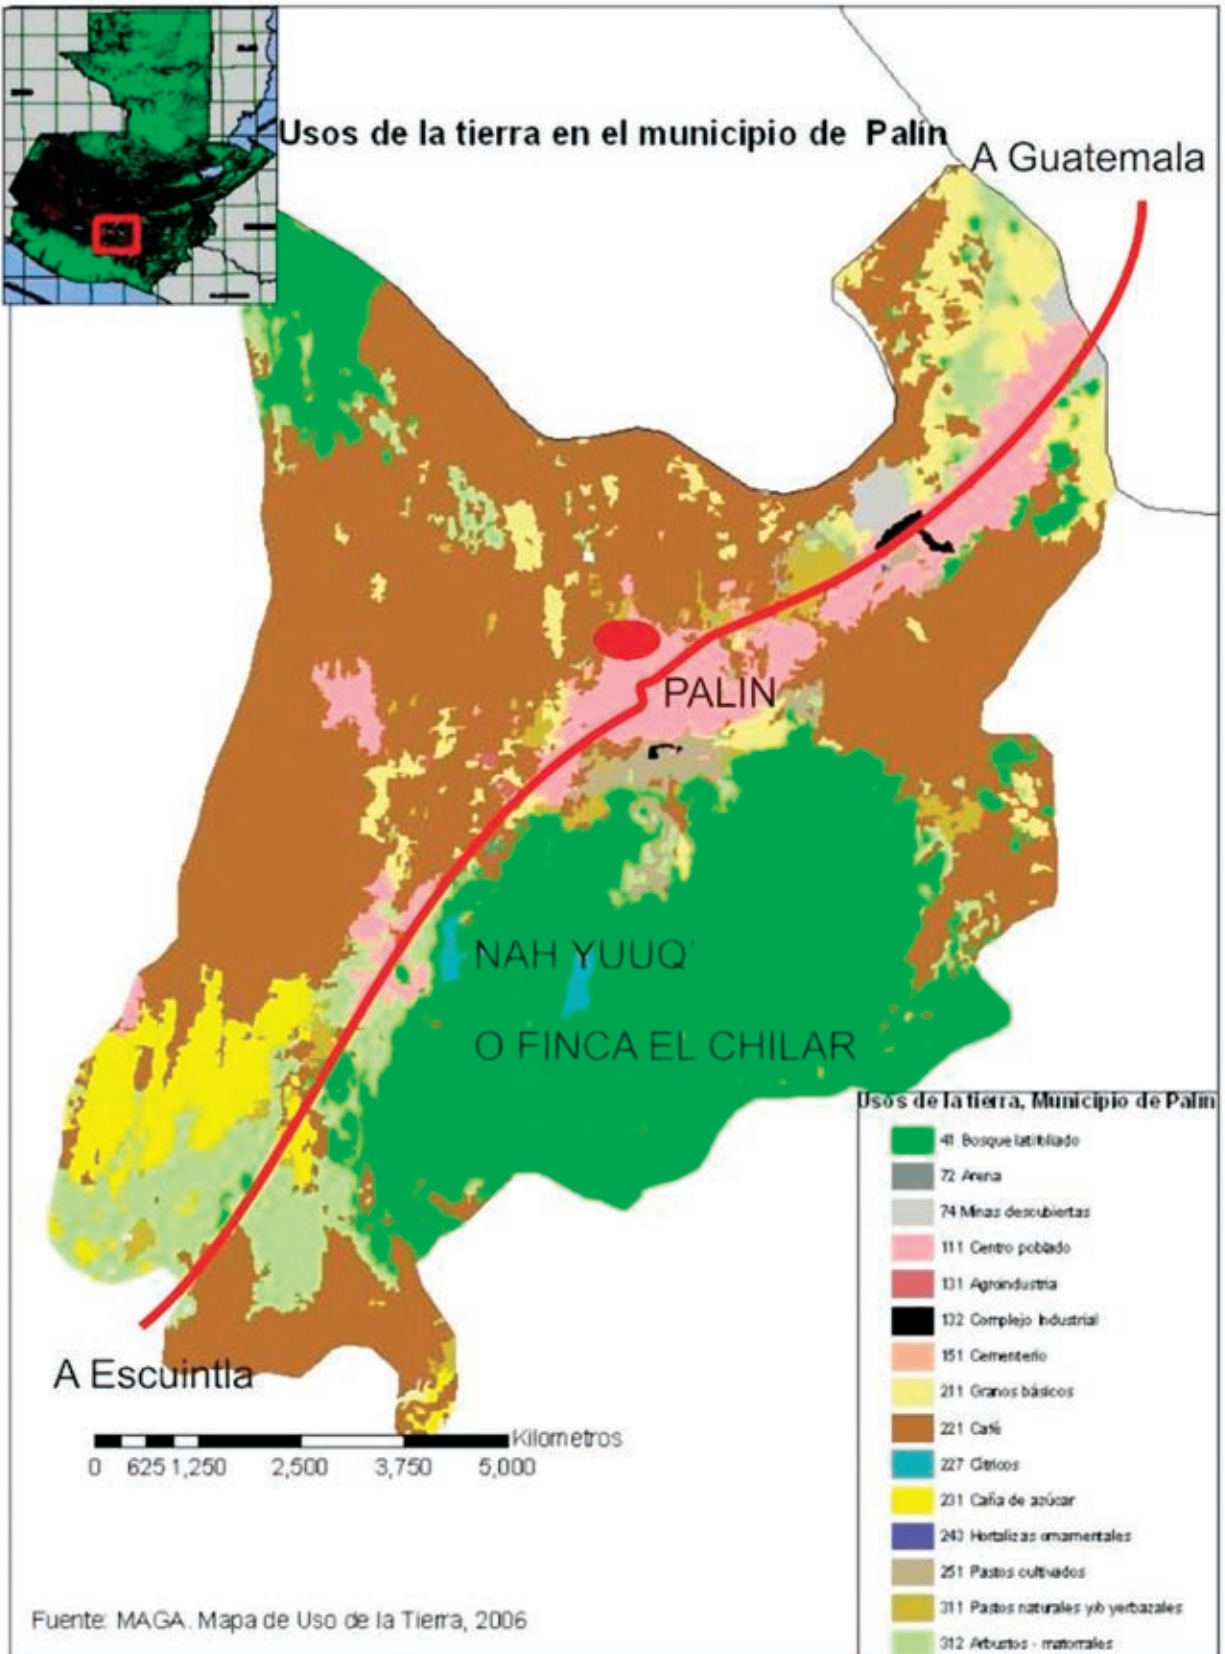 Usos de la tierra en el municipio de Palín
A Guatemala
PALIN
NAH YUUQ'
O FINCA EL CHILAR
A Escuintla
Kilometros
0 625 1,250 2,500 3,750 5,000
Fuente: MAGA. Mapa de Uso de la Tierra, 2006
Usos de la tierra, Municipio de Palin
41 Bosque latifoliado
72 Arena
74 Minas descubiertas
111 Centro poblado
131 Agroindustria
132 Complejo Industrial
151 Cementerio
211 Granos básicos
221 Café
227 Citricos
231 Caña de azúcar
243 Hortalizas ornamentales
251 Pastos cultivados
311 Pastos naturales y/o yerbazales
312 Arbustos - matorrales